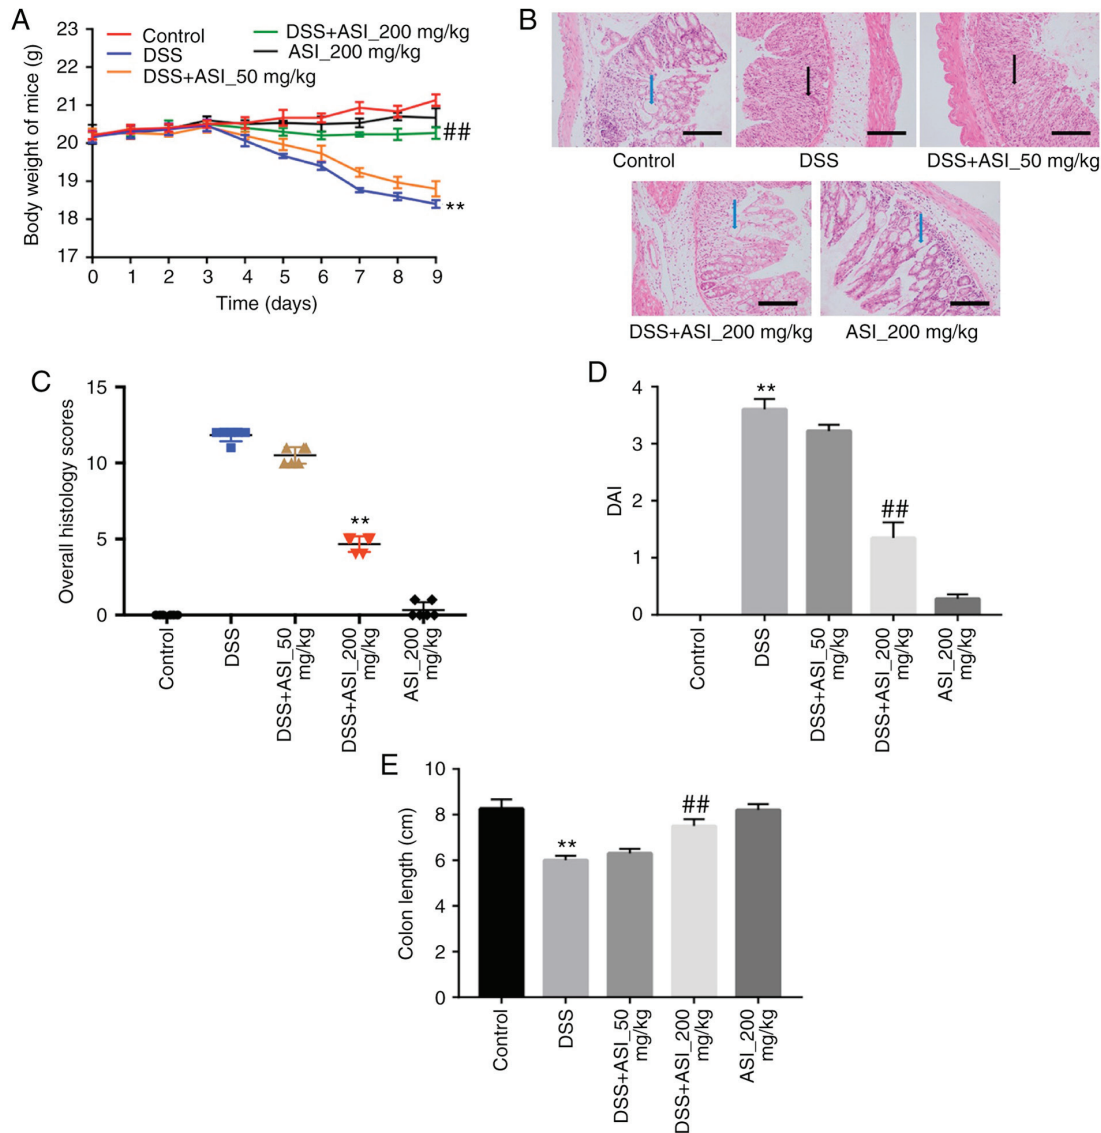 A
Body weight of mice (g)
23
22
21
20
19
18
17
Control
DSS
DSS+ASI_50 mg/kg
DSS+ASI_200 mg/kg
ASI_200 mg/kg
##
**
0 1 2 3 4 5 6 7 8 9
Time (days)
B
Control
DSS
DSS+ASI_50 mg/kg
DSS+ASI_200 mg/kg
ASI_200 mg/kg
C
Overall histology scores
15
10
5
0
**
Control
DSS
DSS+ASI_50
mg/kg
DSS+ASI_200
mg/kg
ASI_200
mg/kg
D
DAI
4
3
2
1
0
**
##
Control
DSS
DSS+ASI_50
mg/kg
DSS+ASI_200
mg/kg
ASI_200
mg/kg
E
Colon length (cm)
10
8
6
4
2
0
**
##
Control
DSS
DSS+ASI_50
mg/kg
DSS+ASI_200
mg/kg
ASI_200
mg/kg